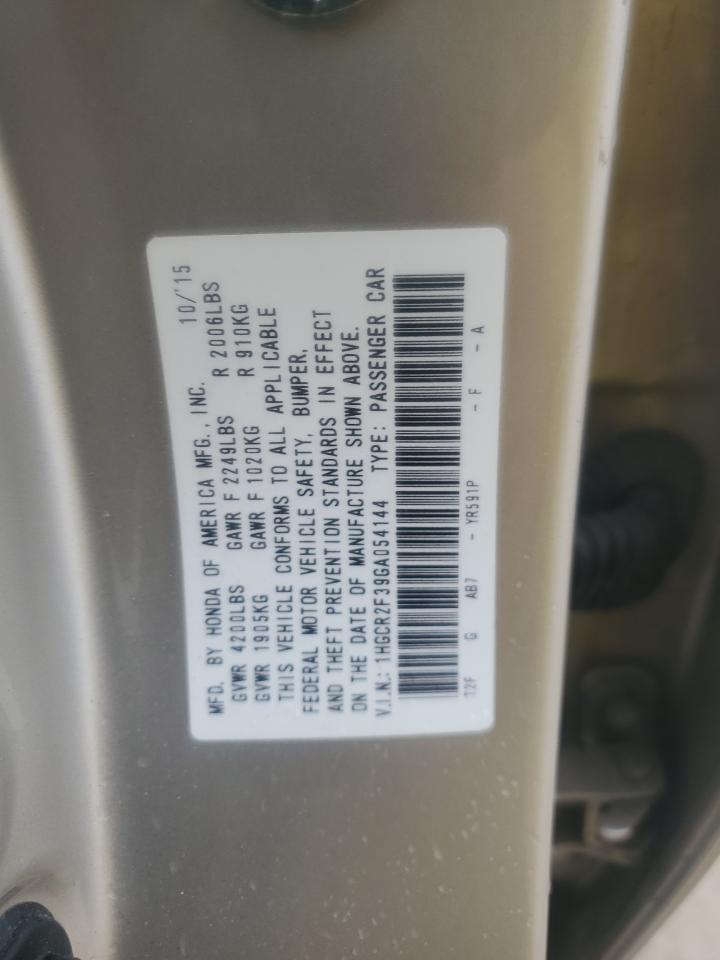 MFD. BY HONDA OF AMERICA MFG., INC. 10/'15
GVWR 4200LBS GAWR F 2249LBS R 2006LBS
GVWR 1905KG GAWR F 1020KG R 910KG
THIS VEHICLE CONFORMS TO ALL APPLICABLE
FEDERAL MOTOR VEHICLE SAFETY, BUMPER,
AND THEFT PREVENTION STANDARDS IN EFFECT
ON THE DATE OF MANUFACTURE SHOWN ABOVE.
V.I.N.: 1HGCR2F39GA054144 TYPE: PASSENGER CAR
T2F G AB7 - YR591P - F - A